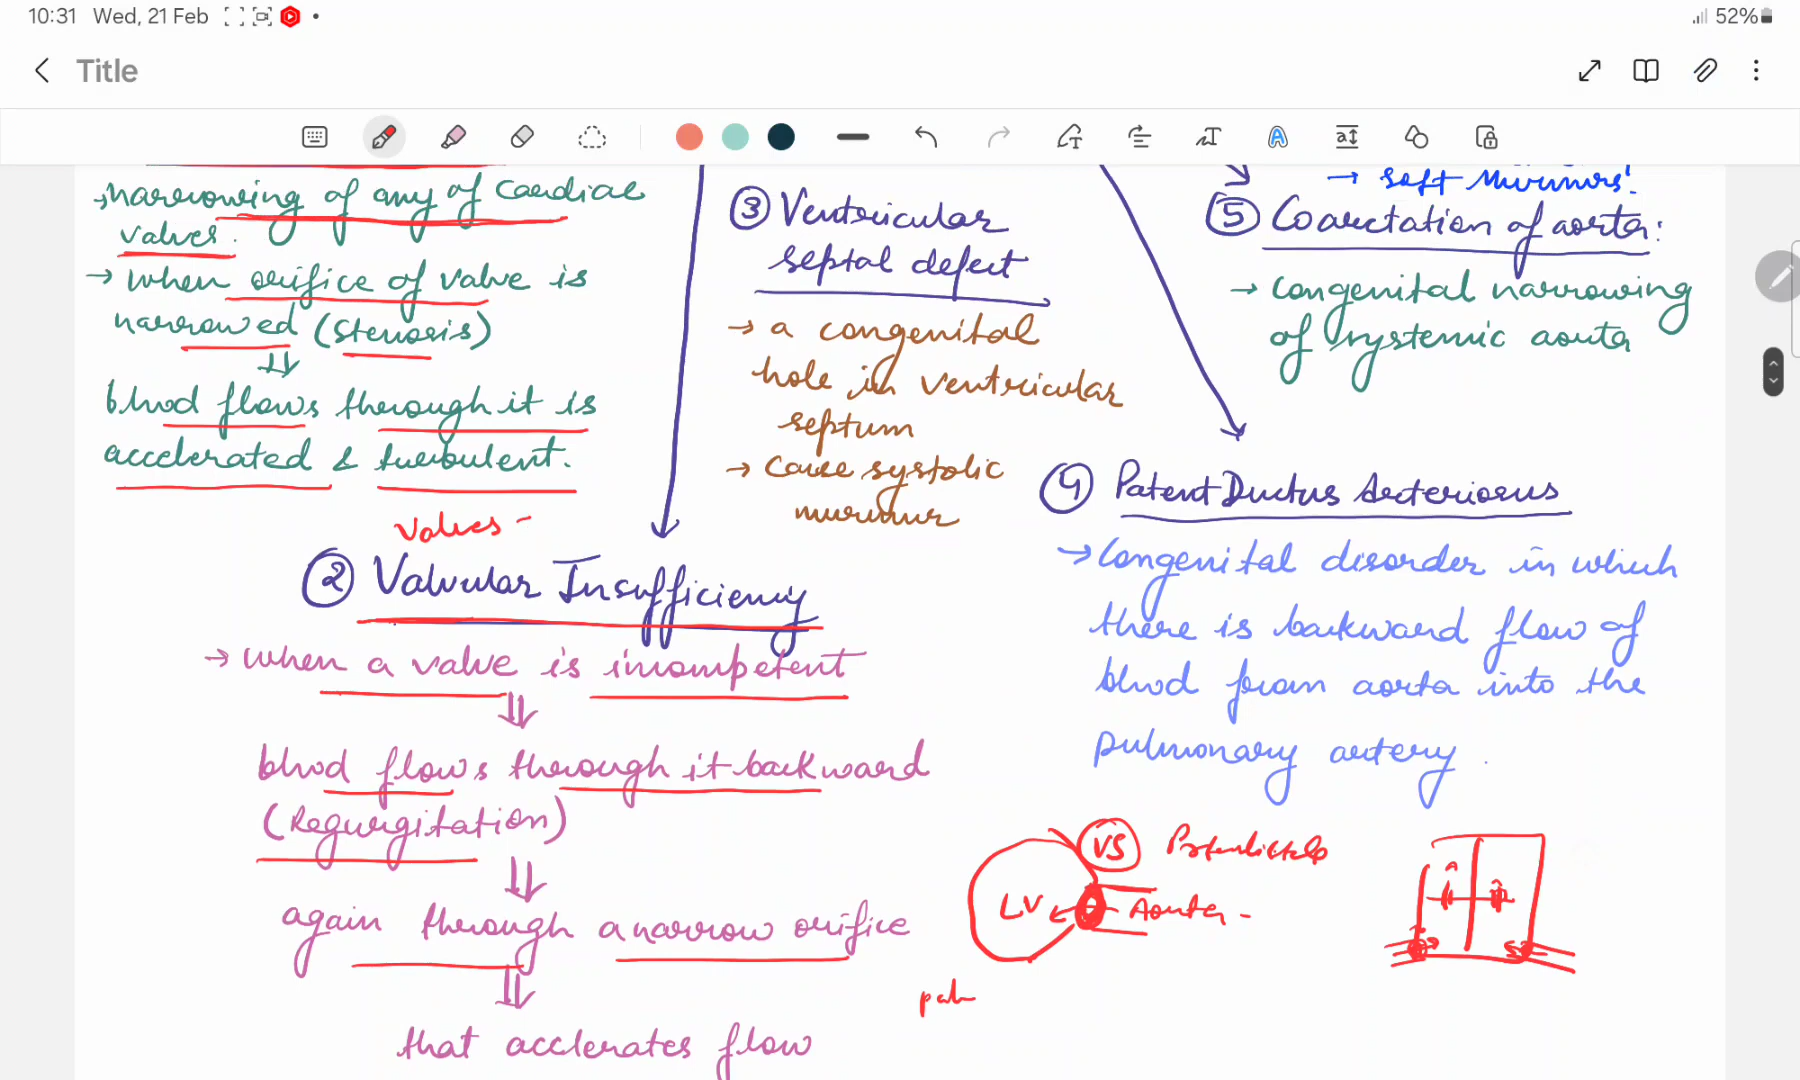 10:31 Wed, 21 Feb
52%
Title
→ narrowing of any of cardiac
valves.
→ when orifice of valve is
narrowed (Stenosis)
blood flows through it is
accelerated & turbulent.
valves -
② Valvular Insufficiency
→ when a valve is incompetent
blood flows through it backward
(Regurgitation)
again through a narrow orifice
that acclerates flow
③ Ventricular
septal defect
→ a congenital
hole in ventricular
septum
→ cause systolic
murmur
→ soft Murmurs!
⑤ Coarctation of aorta:
→ congenital narrowing
of systemic aorta
④ Patent Ductus Arteriosus
→ Congenital disorder in which
there is backward flow of
blood from aorta into the
pulmonary artery.
VS
LV
Aorta -